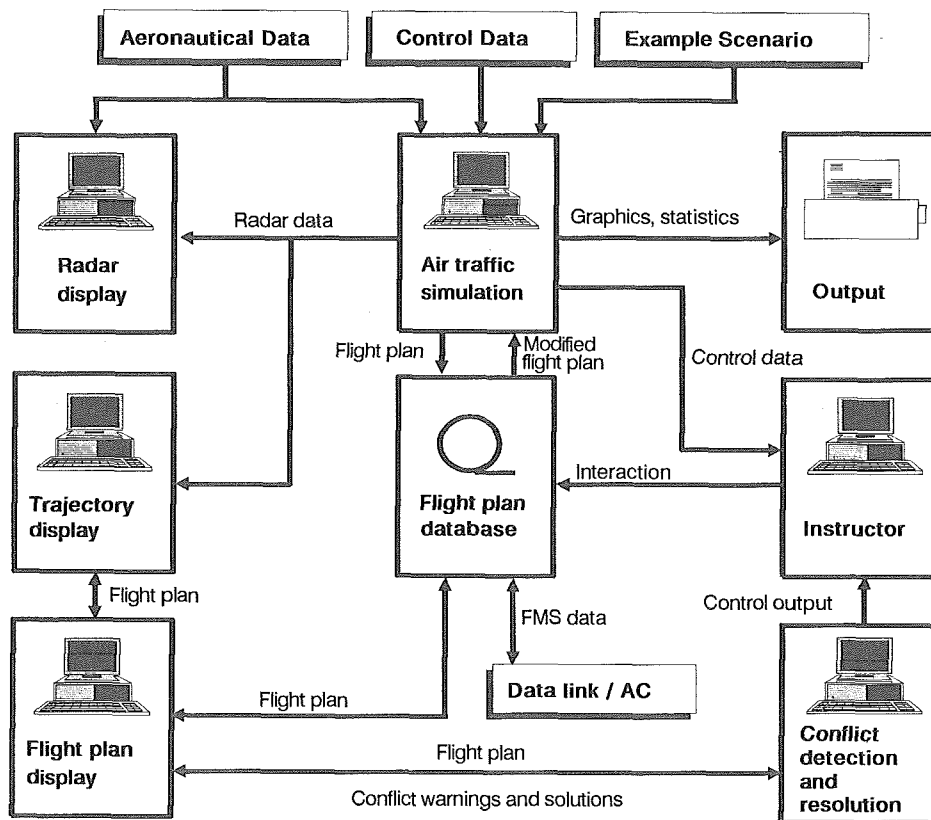 Aeronautical Data
Control Data
Example Scenario
Radar data
Graphics, statistics
Radar
display
Air traffic
simulation
Output
Flight plan
Modified
flight plan
Control data
Trajectory
display
Flight plan
database
Interaction
Instructor
Flight plan
FMS data
Control output
Data link / AC
Flight plan
Flight plan
display
Flight plan
Conflict
detection
and
resolution
Conflict warnings and solutions